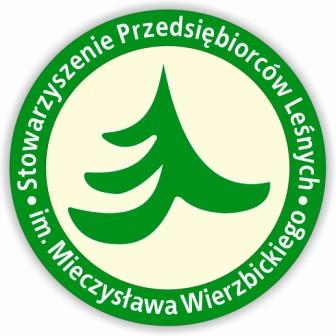 Stowarzyszenie Przedsiębiorców Leśnych
im. Mieczysława Wierzbickiego